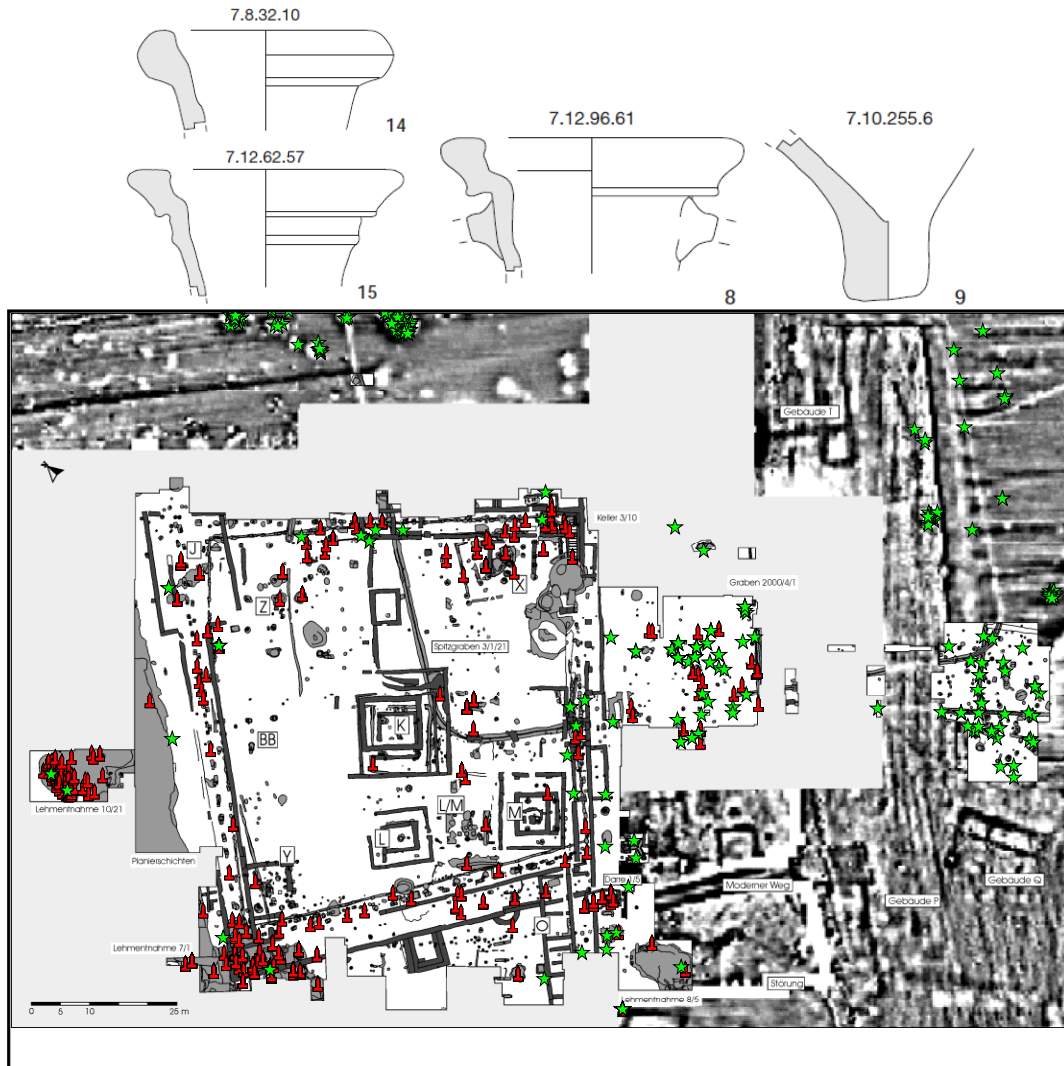 7.8.32.10
14
7.12.62.57
15
7.12.96.61
8
7.10.255.6
9
Gebäude T
J
Keller 3/10
X
Graben 2000/4/1
Z
Spitzgraben 3/1/21
K
BB
Lehmentnahme 10/21
L/M
M
L
Planierschichten
Y
Darre 1/5
Moderner Weg
Gebäude Q
Gebäude P
O
Lehmentnahme 7/1
Störung
Lehmentnahme 8/5
0 5 10 25 m